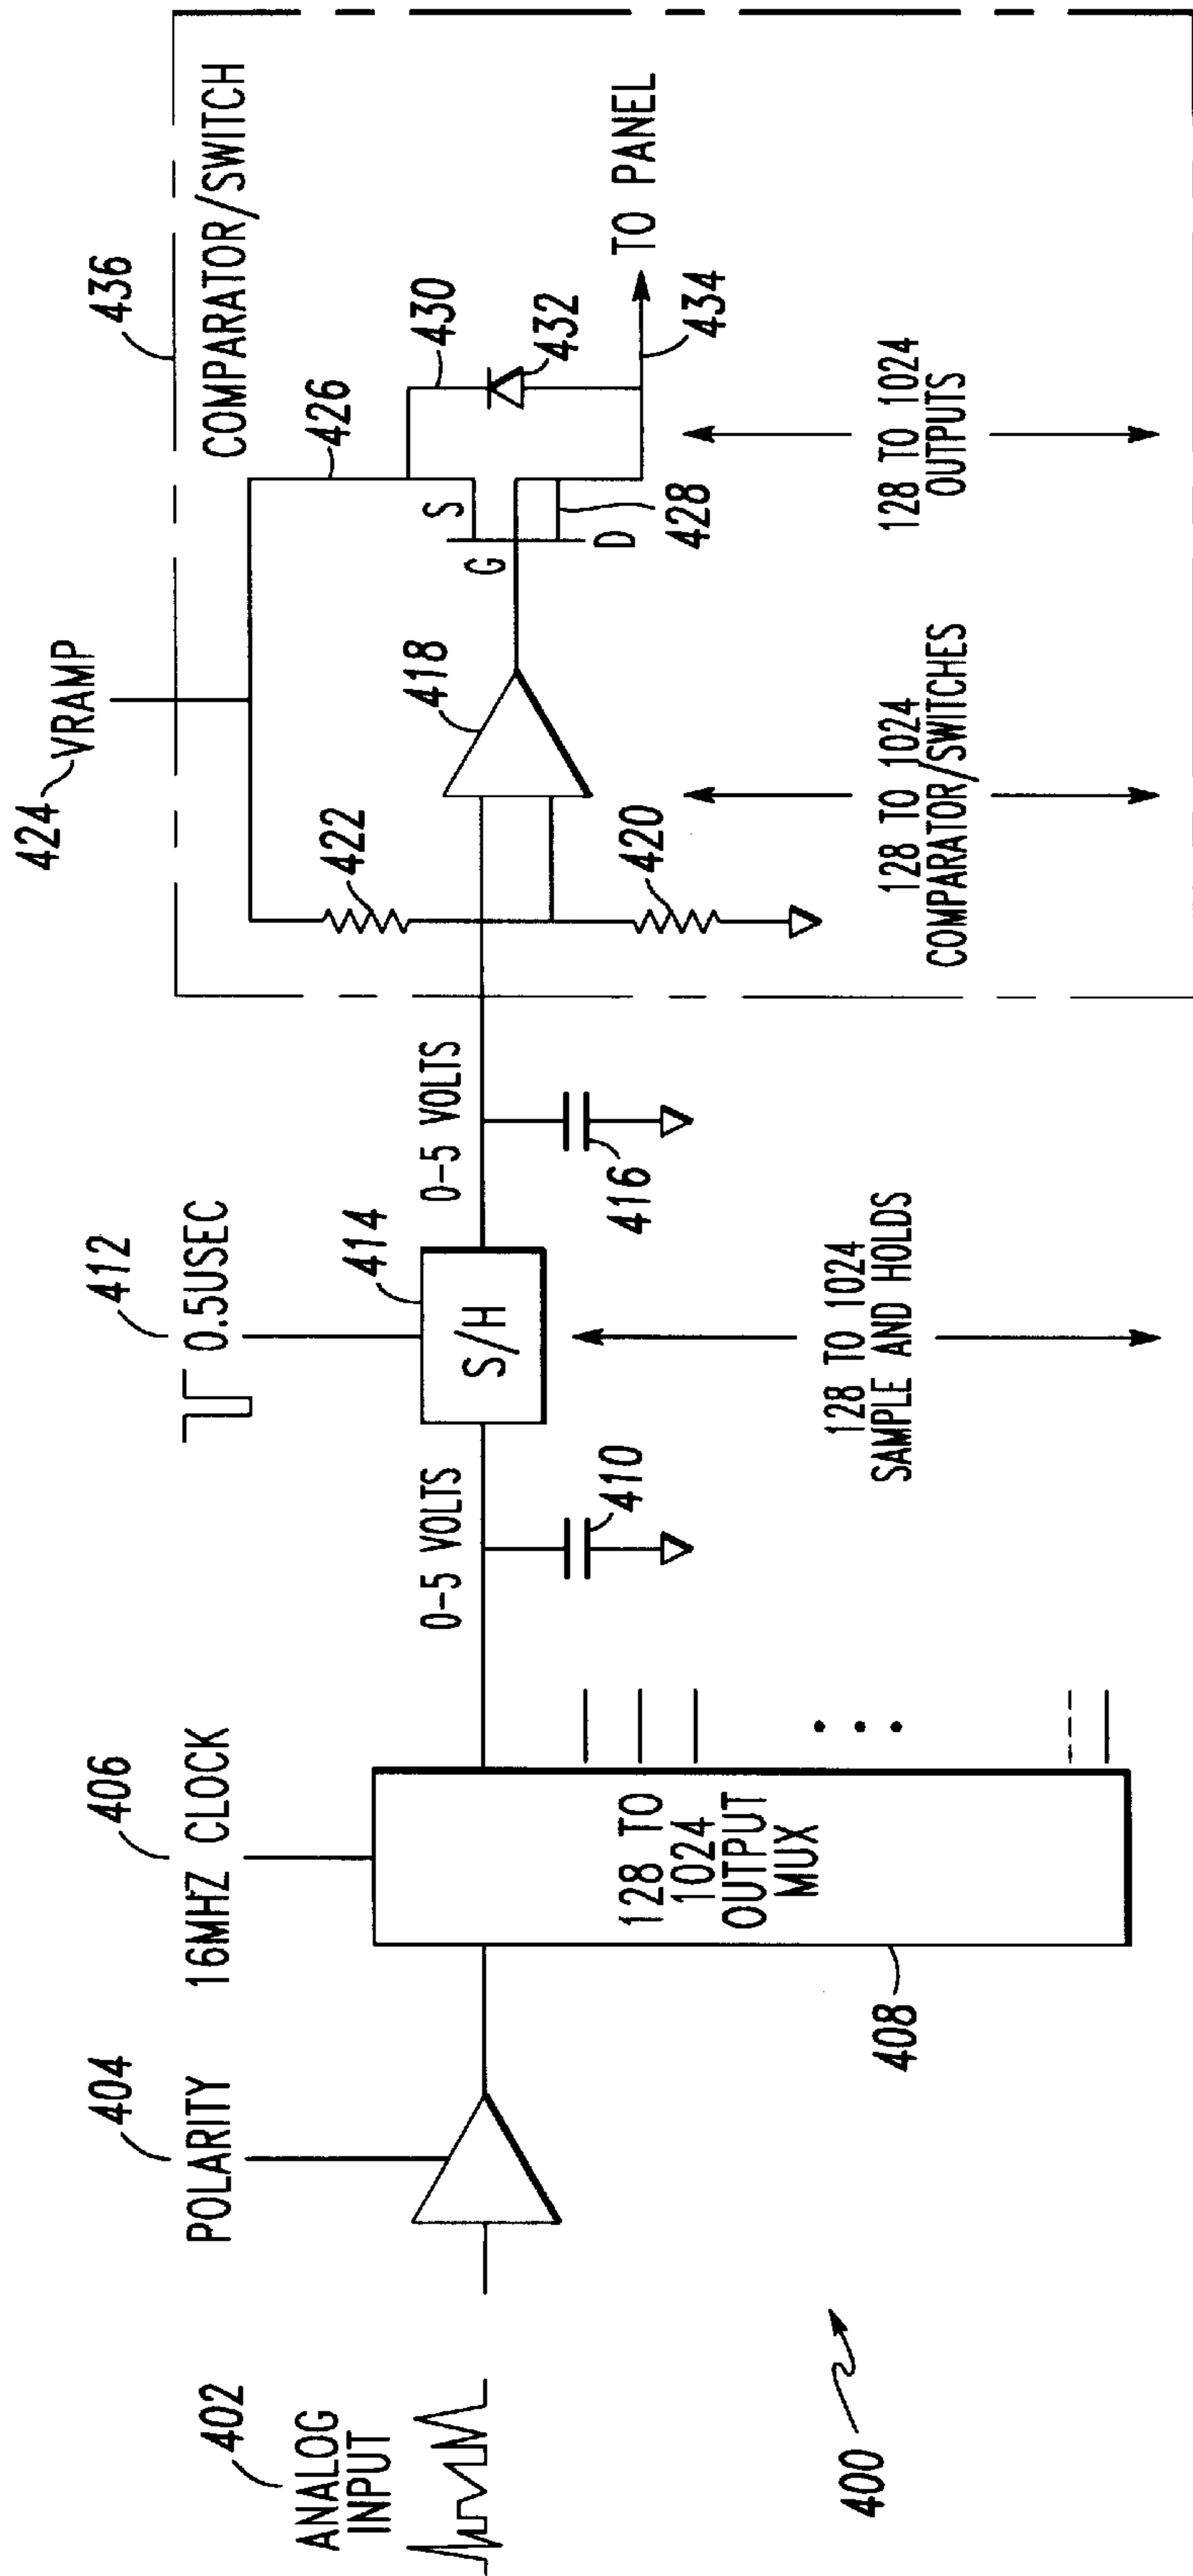 402
ANALOG
INPUT
404
POLARITY
406
16MHZ CLOCK
128 TO
1024
OUTPUT
MUX
408
0-5 VOLTS
410
412
0.5USEC
414
S/H
0-5 VOLTS
416
128 TO 1024
SAMPLE AND HOLDS
424 VRAMP
436
COMPARATOR/SWITCH
422
420
418
426
S
G
D
428
430
432
TO PANEL
434
128 TO 1024
COMPARATOR/SWITCHES
128 TO 1024
OUTPUTS
400